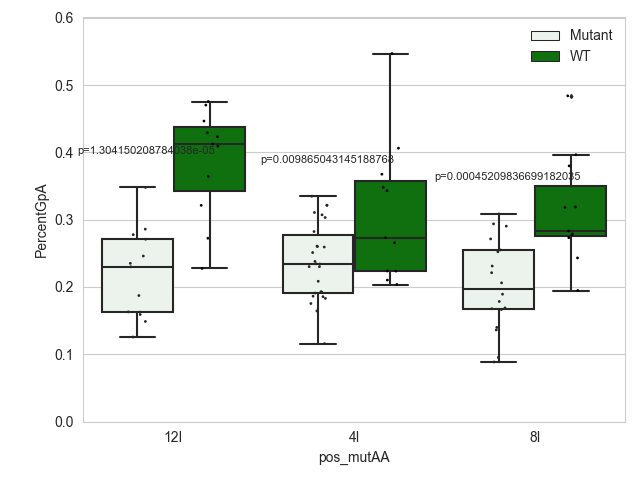 0.6
0.5
0.4
0.3
0.2
0.1
0.0
PercentGpA
Mutant
WT
p=1.304150208784038e-05
p=0.009865043145188768
p=0.00045209836699182035
12I
4I
8I
pos_mutAA